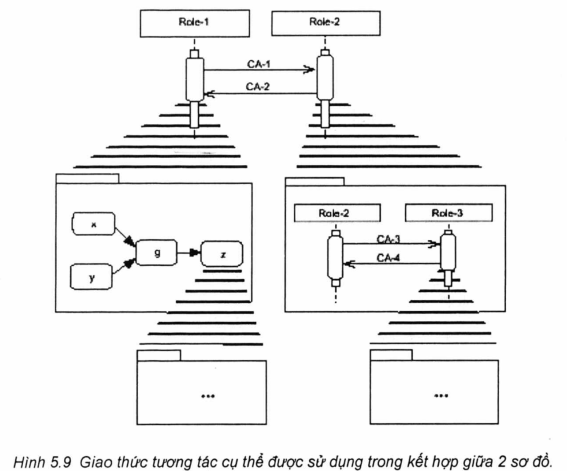 Role-1
Role-2
CA-1
CA-2
x
y
g
z
Role-2
Role-3
CA-3
CA-4
...
...
Hình 5.9 Giao thức tương tác cụ thể được sử dụng trong kết hợp giữa 2 sơ đồ.